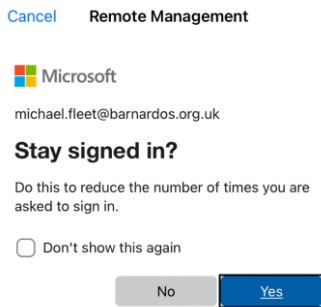 Cancel Remote Management
Microsoft
michael.fleet@barnardos.org.uk
Stay signed in?
Do this to reduce the number of times you are
asked to sign in.
Don't show this again
No Yes